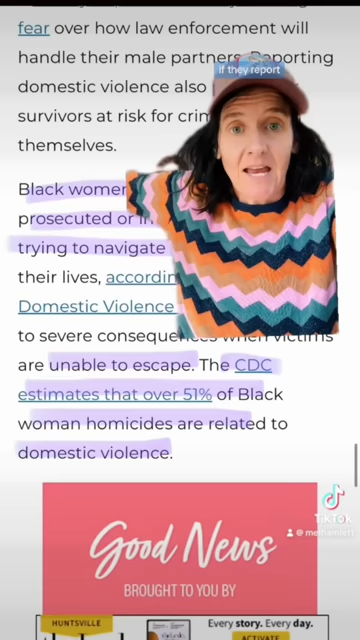 fear over how law enforcement will
handle their male partners. Reporting
if they report
domestic violence also
survivors at risk for
themselves.
Black women
prosecuted or
trying to navigate
their lives,
Domestic Violence
to severe consequences when victims
are unable to escape. The CDC
estimates that over 51% of Black
woman homicides are related to
domestic violence.
TikTok
Good News
BROUGHT TO YOU BY
HUNTSVILLE
Every story. Every day.
ACTIVATE